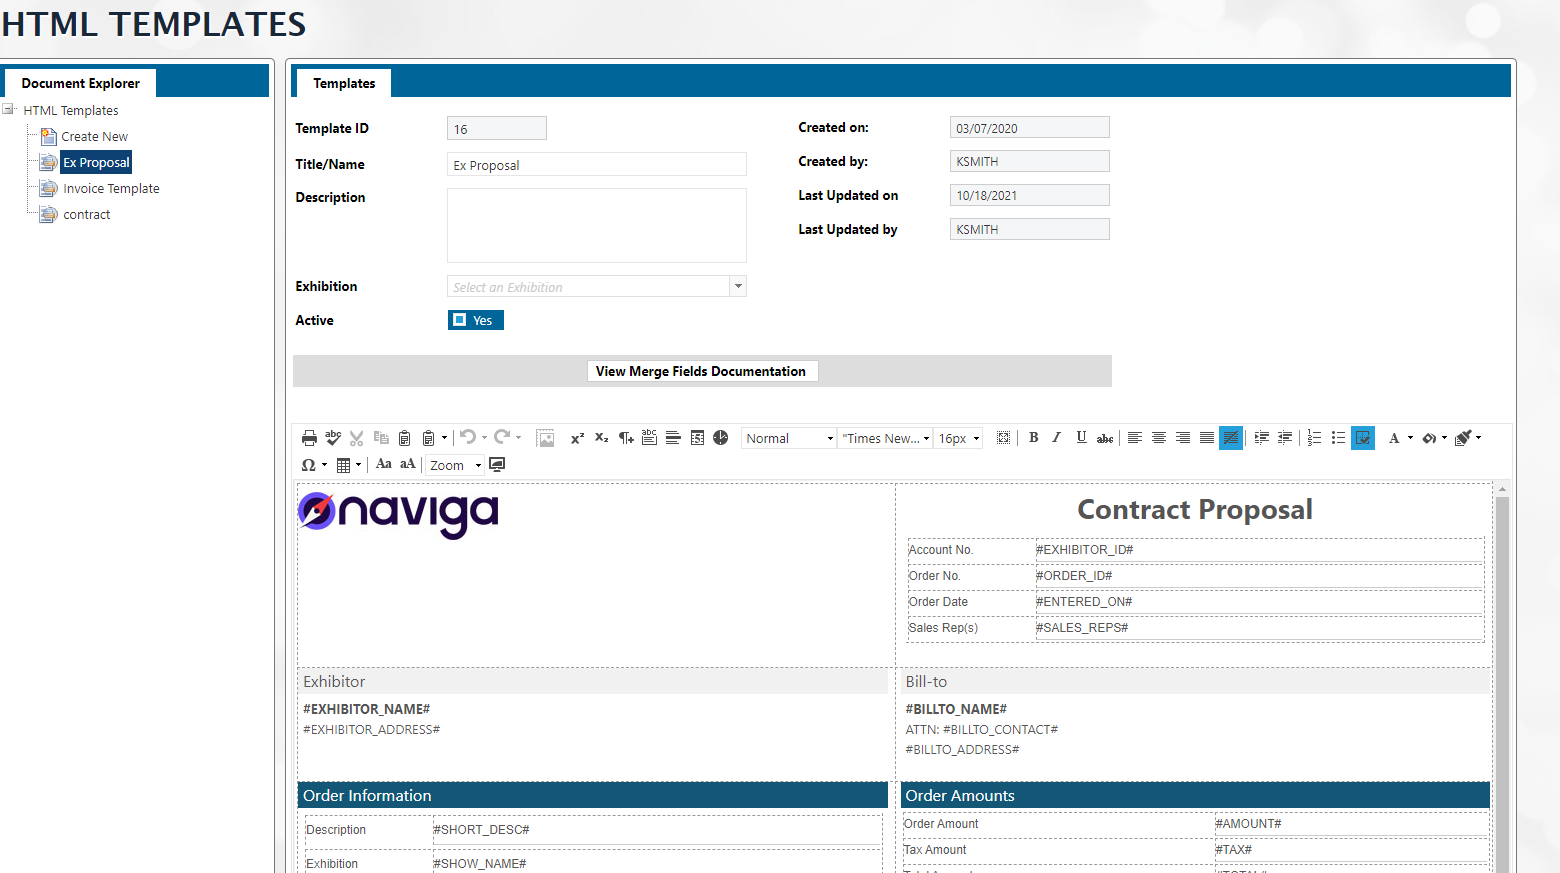 HTML TEMPLATES
Document Explorer
HTML Templates
Create New
Ex Proposal
Invoice Template
contract
Templates
Template ID 16
Title/Name Ex Proposal
Description
Exhibition Select an Exhibition
Active Yes
Created on: 03/07/2020
Created by: KSMITH
Last Updated on 10/18/2021
Last Updated by KSMITH
View Merge Fields Documentation
Normal "Times New... 16px
Zoom
naviga
Contract Proposal
Account No. #EXHIBITOR_ID#
Order No. #ORDER_ID#
Order Date #ENTERED_ON#
Sales Rep(s) #SALES_REPS#
Exhibitor
#EXHIBITOR_NAME#
#EXHIBITOR_ADDRESS#
Bill-to
#BILLTO_NAME#
ATTN: #BILLTO_CONTACT#
#BILLTO_ADDRESS#
Order Information
Description #SHORT_DESC#
Exhibition #SHOW_NAME#
Order Amounts
Order Amount #AMOUNT#
Tax Amount #TAX#